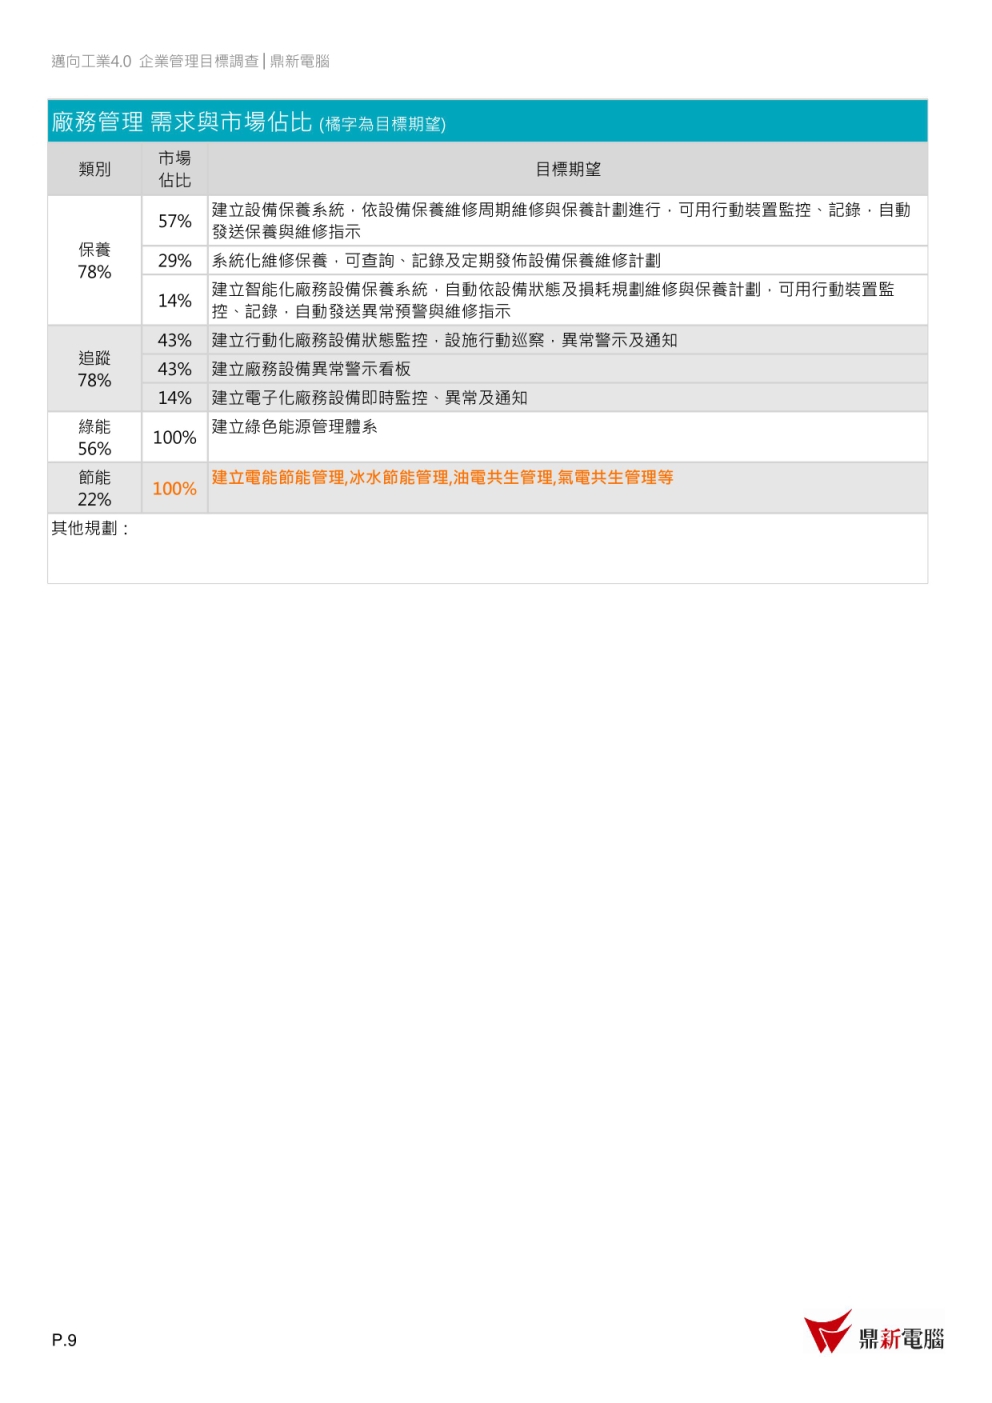 邁向工業4.0 企業管理目標調查│鼎新電腦
廠務管理 需求與市場佔比 (橘字為目標期望)
類別
市場
佔比
目標期望
保養
78%
57%
建立設備保養系統，依設備保養維修周期維修與保養計劃進行，可用行動裝置監控、記錄，自動
發送保養與維修指示
29%
系統化維修保養，可查詢、記錄及定期發佈設備保養維修計劃
14%
建立智能化廠務設備保養系統，自動依設備狀態及損耗規劃維修與保養計劃，可用行動裝置監
控、記錄，自動發送異常預警與維修指示
追蹤
78%
43%
建立行動化廠務設備狀態監控，設施行動巡察，異常警示及通知
43%
建立廠務設備異常警示看板
14%
建立電子化廠務設備即時監控、異常及通知
綠能
56%
100%
建立綠色能源管理體系
節能
22%
100%
建立電能節能管理,冰水節能管理,油電共生管理,氣電共生管理等
其他規劃：
P.9
鼎新電腦